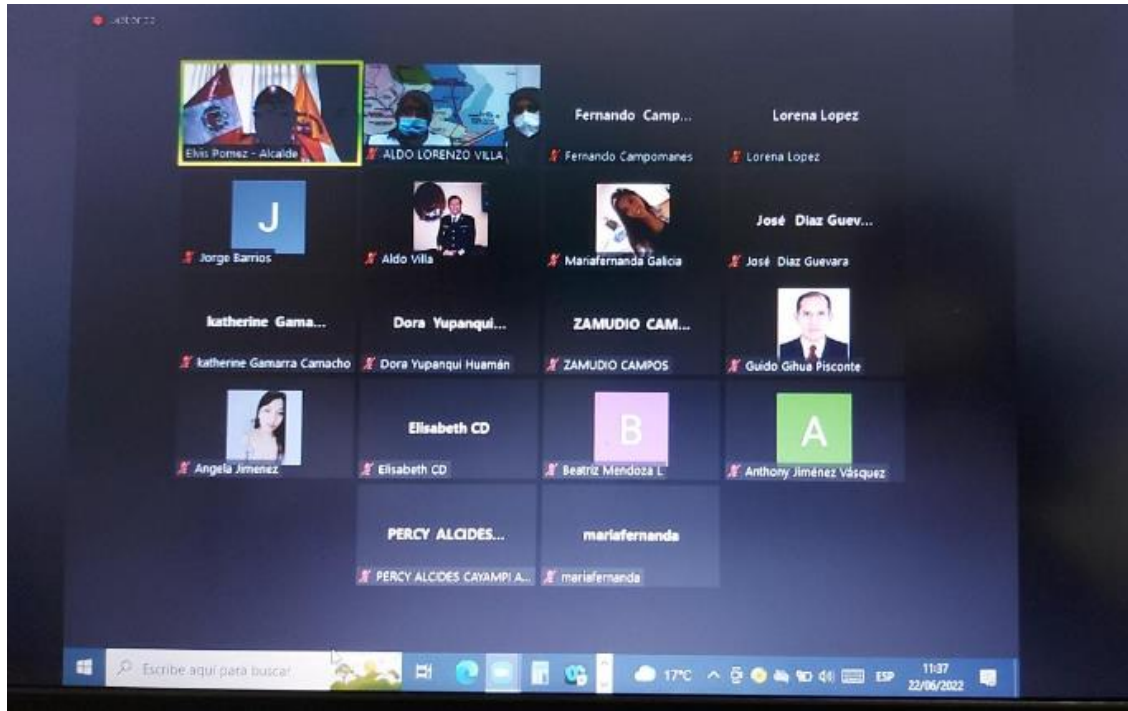 Elvis Pomez - Alcalde
ALDO LORENZO VILLA
Fernando Camp...
Fernando Campomanes
Lorena Lopez
Lorena Lopez
J
Jorge Barrios
Aldo Villa
Mariafernanda Galicia
José Diaz Guev...
José Diaz Guevara
katherine Gama...
katherine Gamarra Camacho
Dora Yupanqui...
Dora Yupanqui Huamán
ZAMUDIO CAM...
ZAMUDIO CAMPOS
Guido Gihua Pisconte
Angela Jimenez
Elisabeth CD
Elisabeth CD
B
Beatriz Mendoza L
A
Anthony Jiménez Vásquez
PERCY ALCIDES...
PERCY ALCIDES CAYAMPI A...
mariafernanda
mariafernanda
Escribe aquí para buscar
17°C
ESP
11:37
22/06/2022